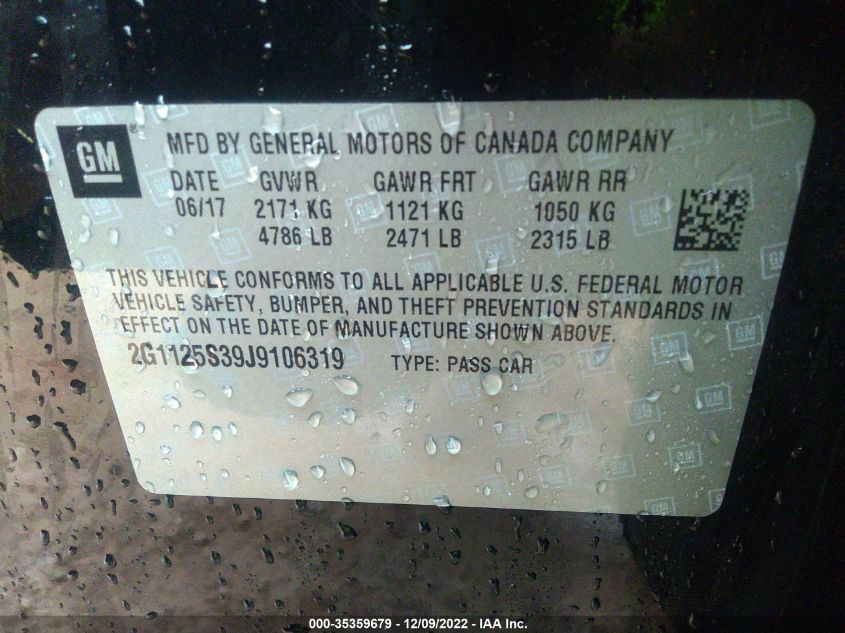 GM ® MFD BY GENERAL MOTORS OF CANADA COMPANY
DATE GVWR GAWR FRT GAWR RR
06/17 2171 KG 1121 KG 1050 KG
4786 LB 2471 LB 2315 LB
THIS VEHICLE CONFORMS TO ALL APPLICABLE U.S. FEDERAL MOTOR
VEHICLE SAFETY, BUMPER, AND THEFT PREVENTION STANDARDS IN
EFFECT ON THE DATE OF MANUFACTURE SHOWN ABOVE.
2G1125S39J9106319 TYPE: PASS CAR
000-35359679 - 12/09/2022 - IAA Inc.